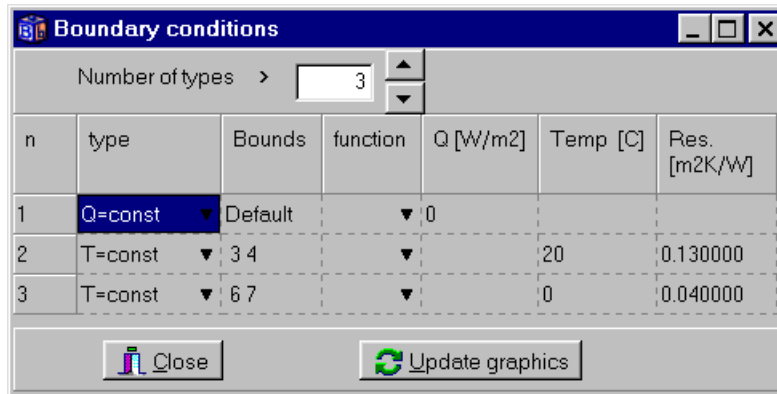 Boundary conditions
Number of types > 3
n type Bounds function Q [W/m2] Temp [C] Res. [m2K/W]
1 Q=const Default 0
2 T=const 3 4 20 0.130000
3 T=const 6 7 0 0.040000
Close Update graphics